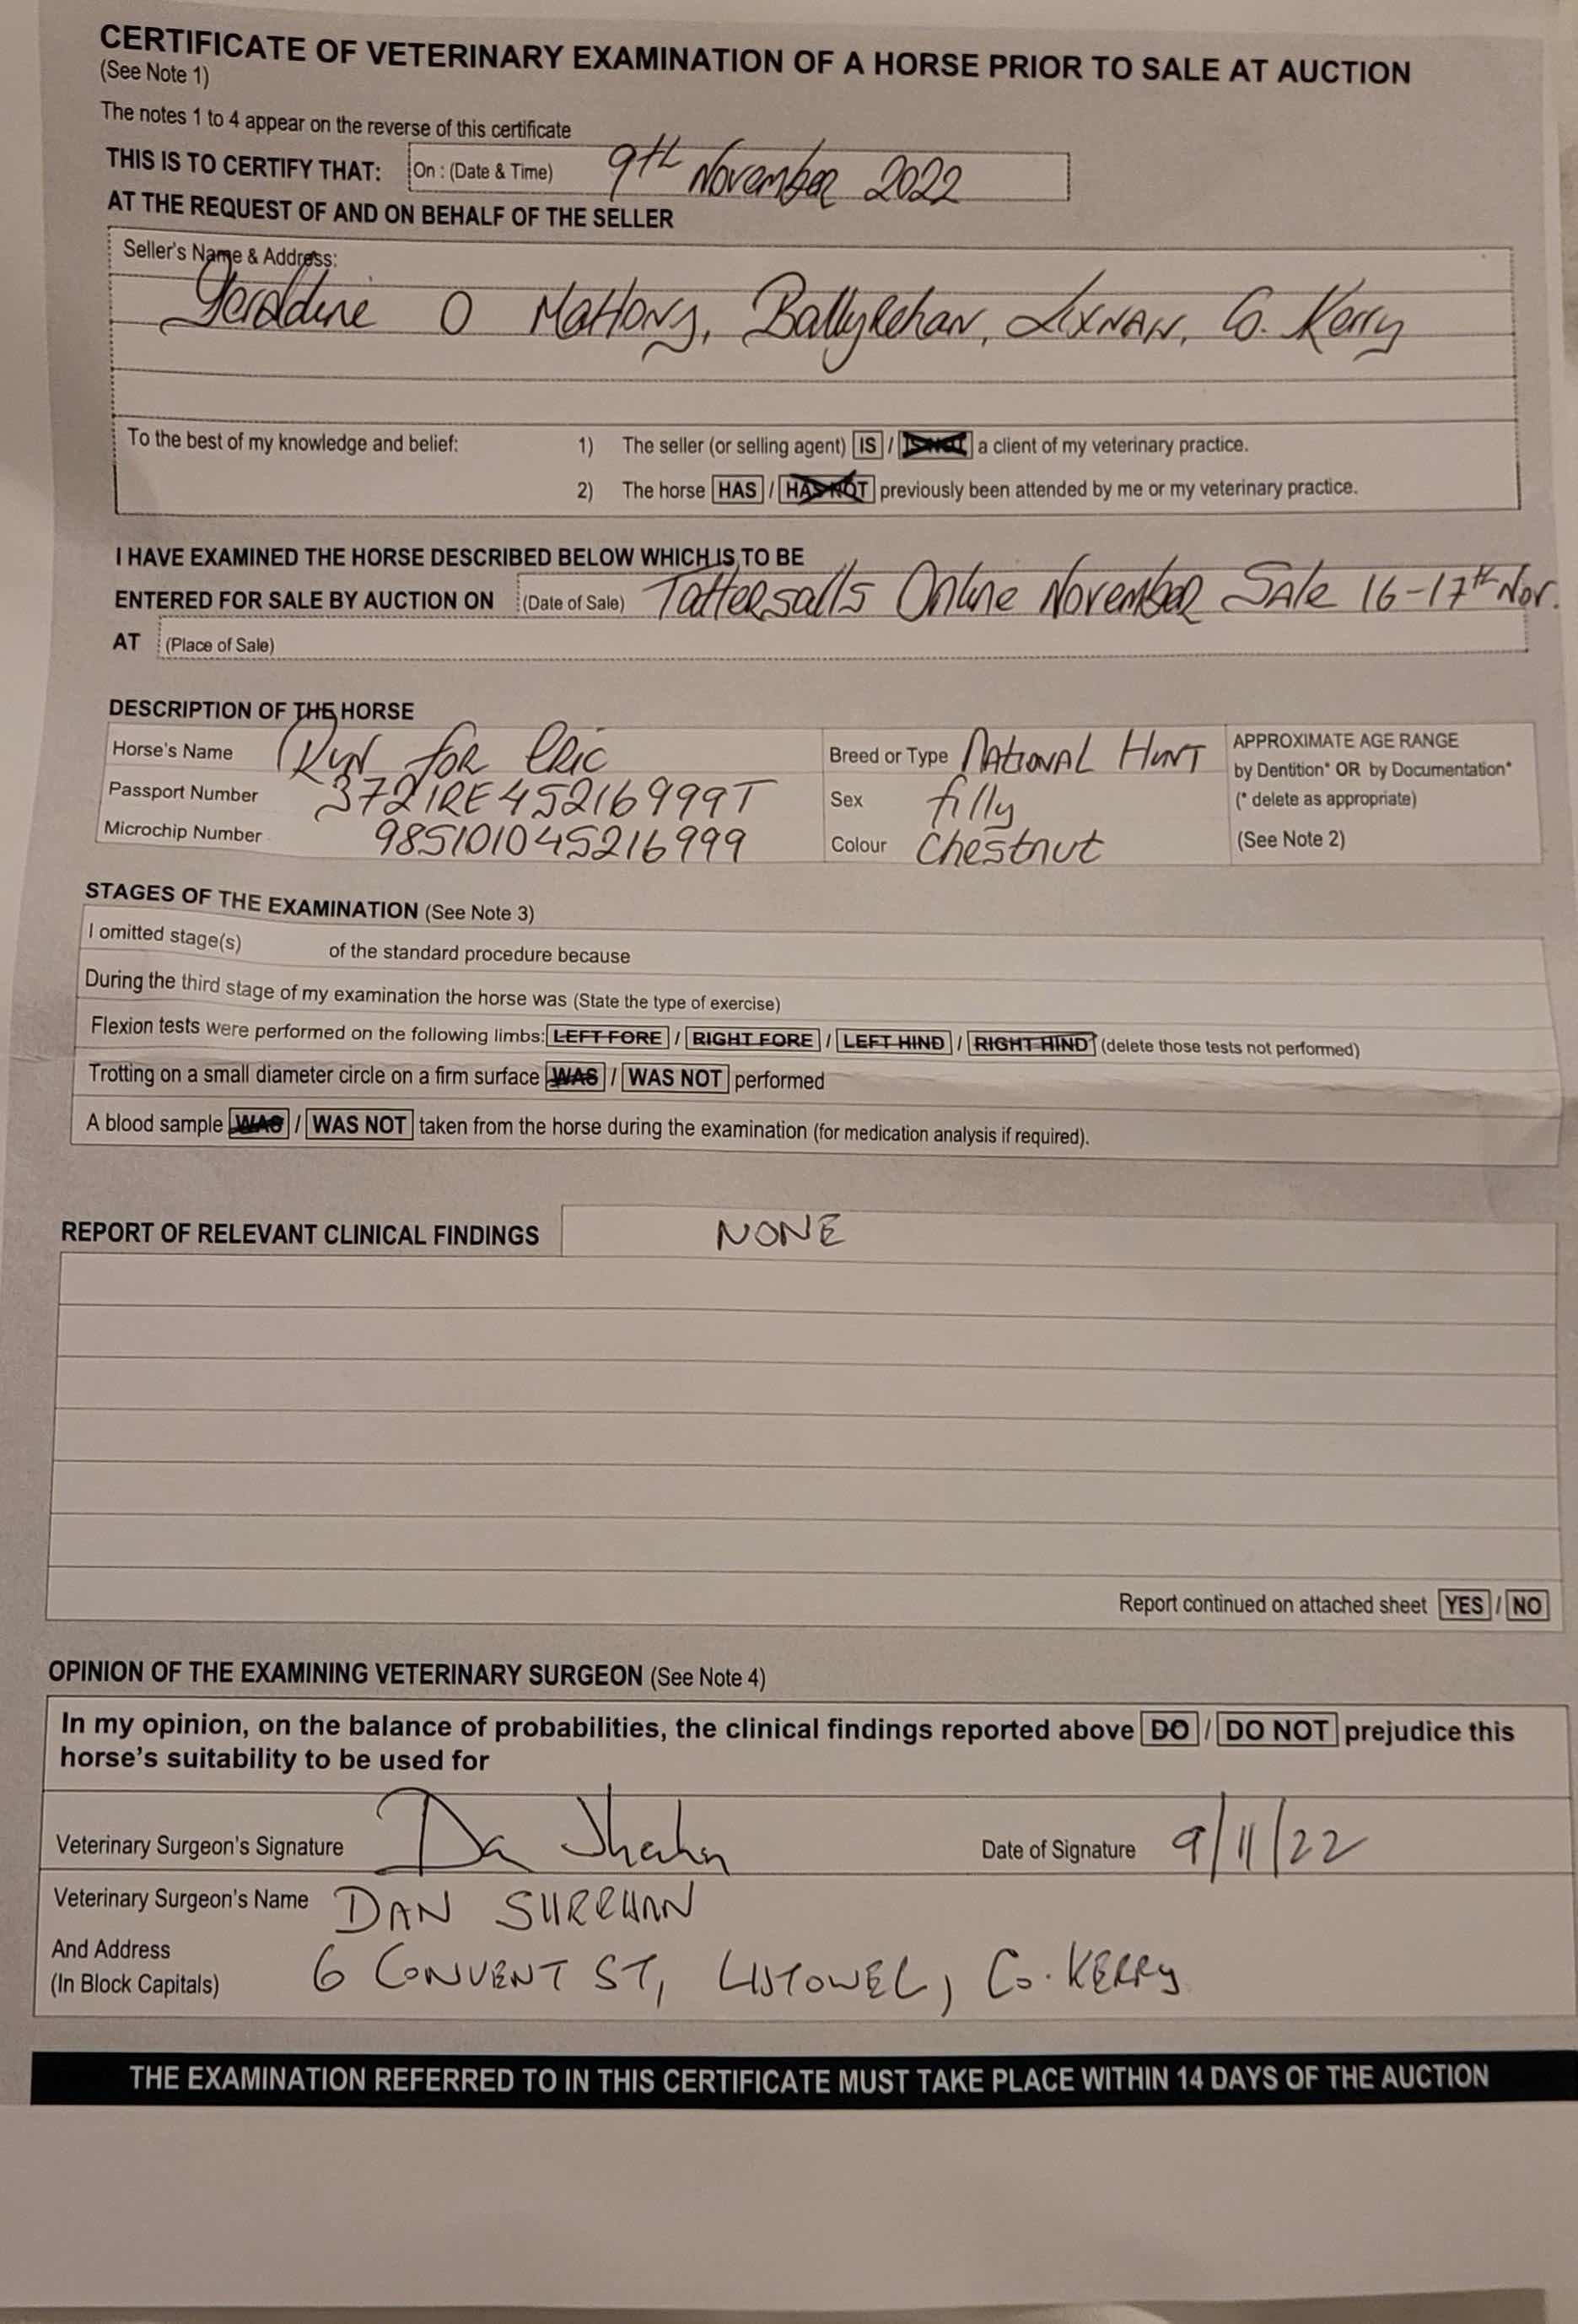 CERTIFICATE OF VETERINARY EXAMINATION OF A HORSE PRIOR TO SALE AT AUCTION
(See Note 1)
The notes 1 to 4 appear on the reverse of this certificate
THIS IS TO CERTIFY THAT: On : (Date & Time) 9th November 2022
AT THE REQUEST OF AND ON BEHALF OF THE SELLER
Seller's Name & Address:
Geraldine O MaHony, Co. Kerry
To the best of my knowledge and belief: 1) The seller (or selling agent) IS / IS NOT a client of my veterinary practice.
2) The horse HAS / HAS NOT previously been attended by me or my veterinary practice.
I HAVE EXAMINED THE HORSE DESCRIBED BELOW WHICH IS TO BE
ENTERED FOR SALE BY AUCTION ON (Date of Sale) Tattersalls Online November Sale 16-17th Nov.
AT (Place of Sale)
DESCRIPTION OF THE HORSE
Horse's Name Run for Eric Breed or Type National Hunt APPROXIMATE AGE RANGE
by Dentition* OR by Documentation*
Passport Number 372IRE45216999T Sex filly (* delete as appropriate)
Microchip Number 985101045216999 Colour Chestnut (See Note 2)
STAGES OF THE EXAMINATION (See Note 3)
I omitted stage(s) of the standard procedure because
During the third stage of my examination the horse was (State the type of exercise)
Flexion tests were performed on the following limbs: LEFT FORE / RIGHT FORE / LEFT HIND / RIGHT HIND (delete those tests not performed)
Trotting on a small diameter circle on a firm surface WAS / WAS NOT performed
A blood sample WAS / WAS NOT taken from the horse during the examination (for medication analysis if required).
REPORT OF RELEVANT CLINICAL FINDINGS NONE
Report continued on attached sheet YES / NO
OPINION OF THE EXAMINING VETERINARY SURGEON (See Note 4)
In my opinion, on the balance of probabilities, the clinical findings reported above DO / DO NOT prejudice this
horse's suitability to be used for
Veterinary Surgeon's Signature Date of Signature 9/11/22
Veterinary Surgeon's Name DAN
And Address
(In Block Capitals) 6 CONVENT ST, LISTOWEL, Co. KERRY
THE EXAMINATION REFERRED TO IN THIS CERTIFICATE MUST TAKE PLACE WITHIN 14 DAYS OF THE AUCTION